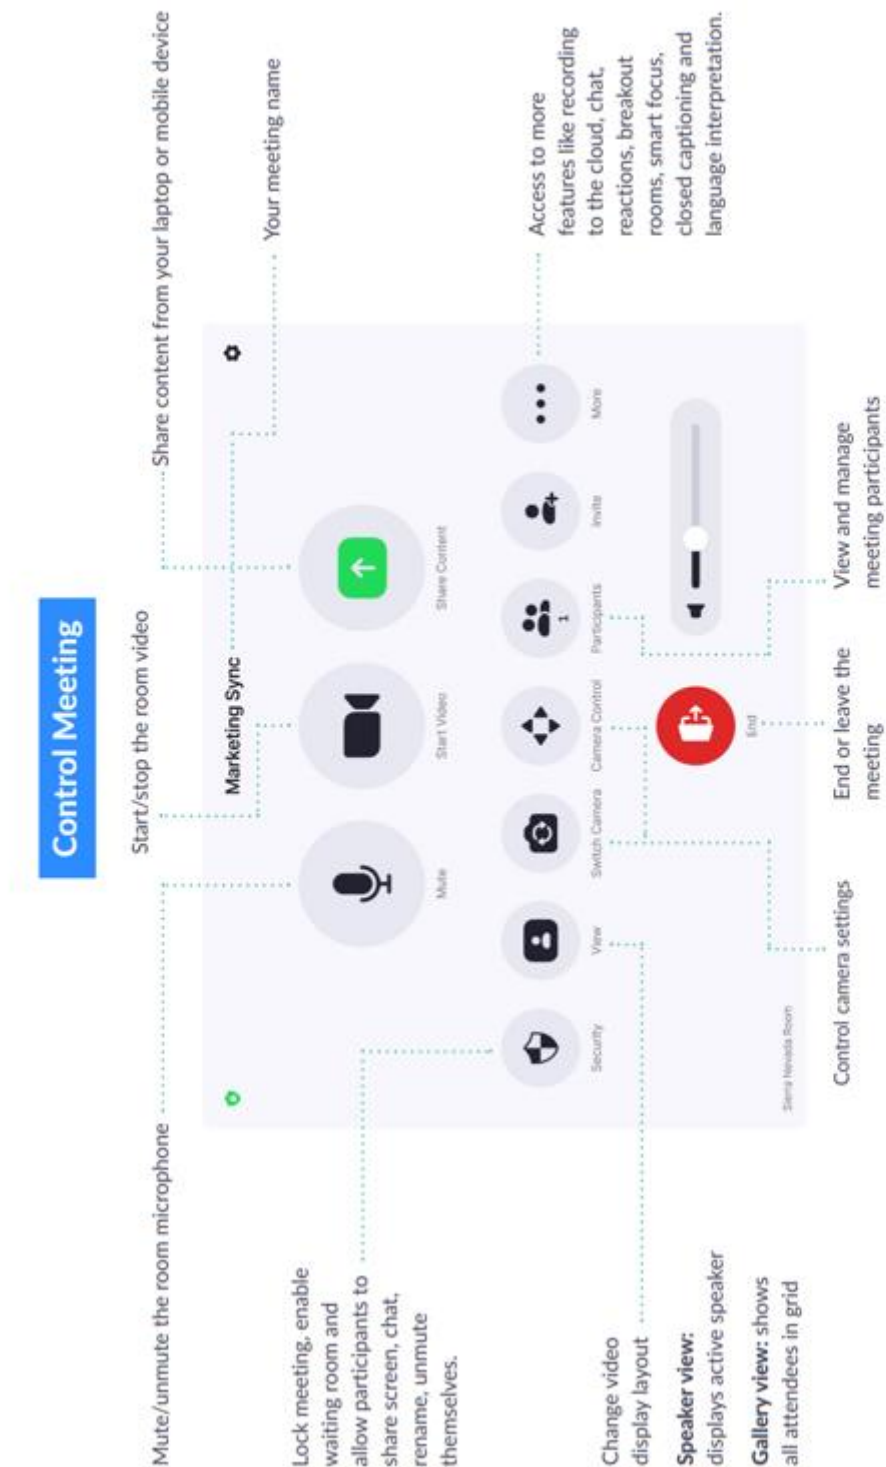 Control Meeting
Mute/unmute the room microphone
Start/stop the room video
Share content from your laptop or mobile device
Your meeting name
Marketing Sync
Lock meeting, enable
waiting room and
allow participants to
share screen, chat,
rename, unmute
themselves.
Mute
Start Video
Share Content
Access to more
features like recording
to the cloud, chat,
reactions, breakout
rooms, smart focus,
closed captioning and
language interpretation.
1
Security
View
Switch Camera
Camera Control
Participants
Invite
More
Change video
display layout
Speaker view:
displays active speaker
Gallery view: shows
all attendees in grid
End
Sierra Nevada Room
Control camera settings
End or leave the
meeting
View and manage
meeting participants